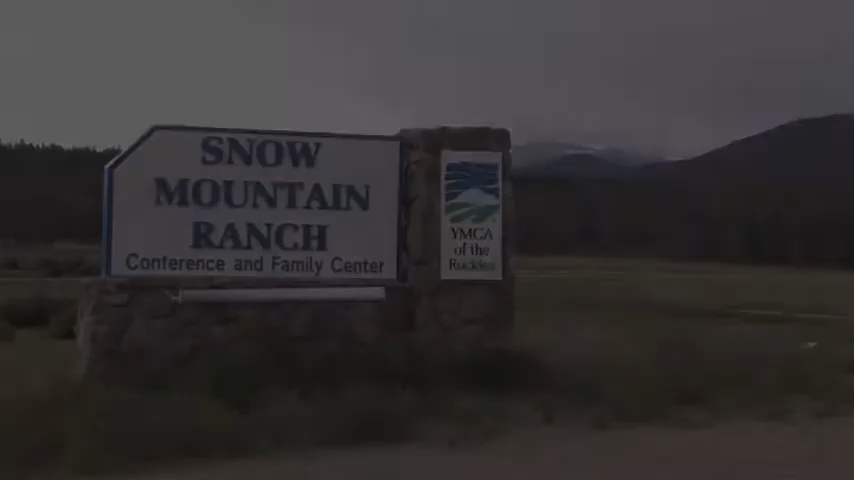 SNOW
MOUNTAIN
RANCH
Conference and Family Center
YMCA
of the
Rockies